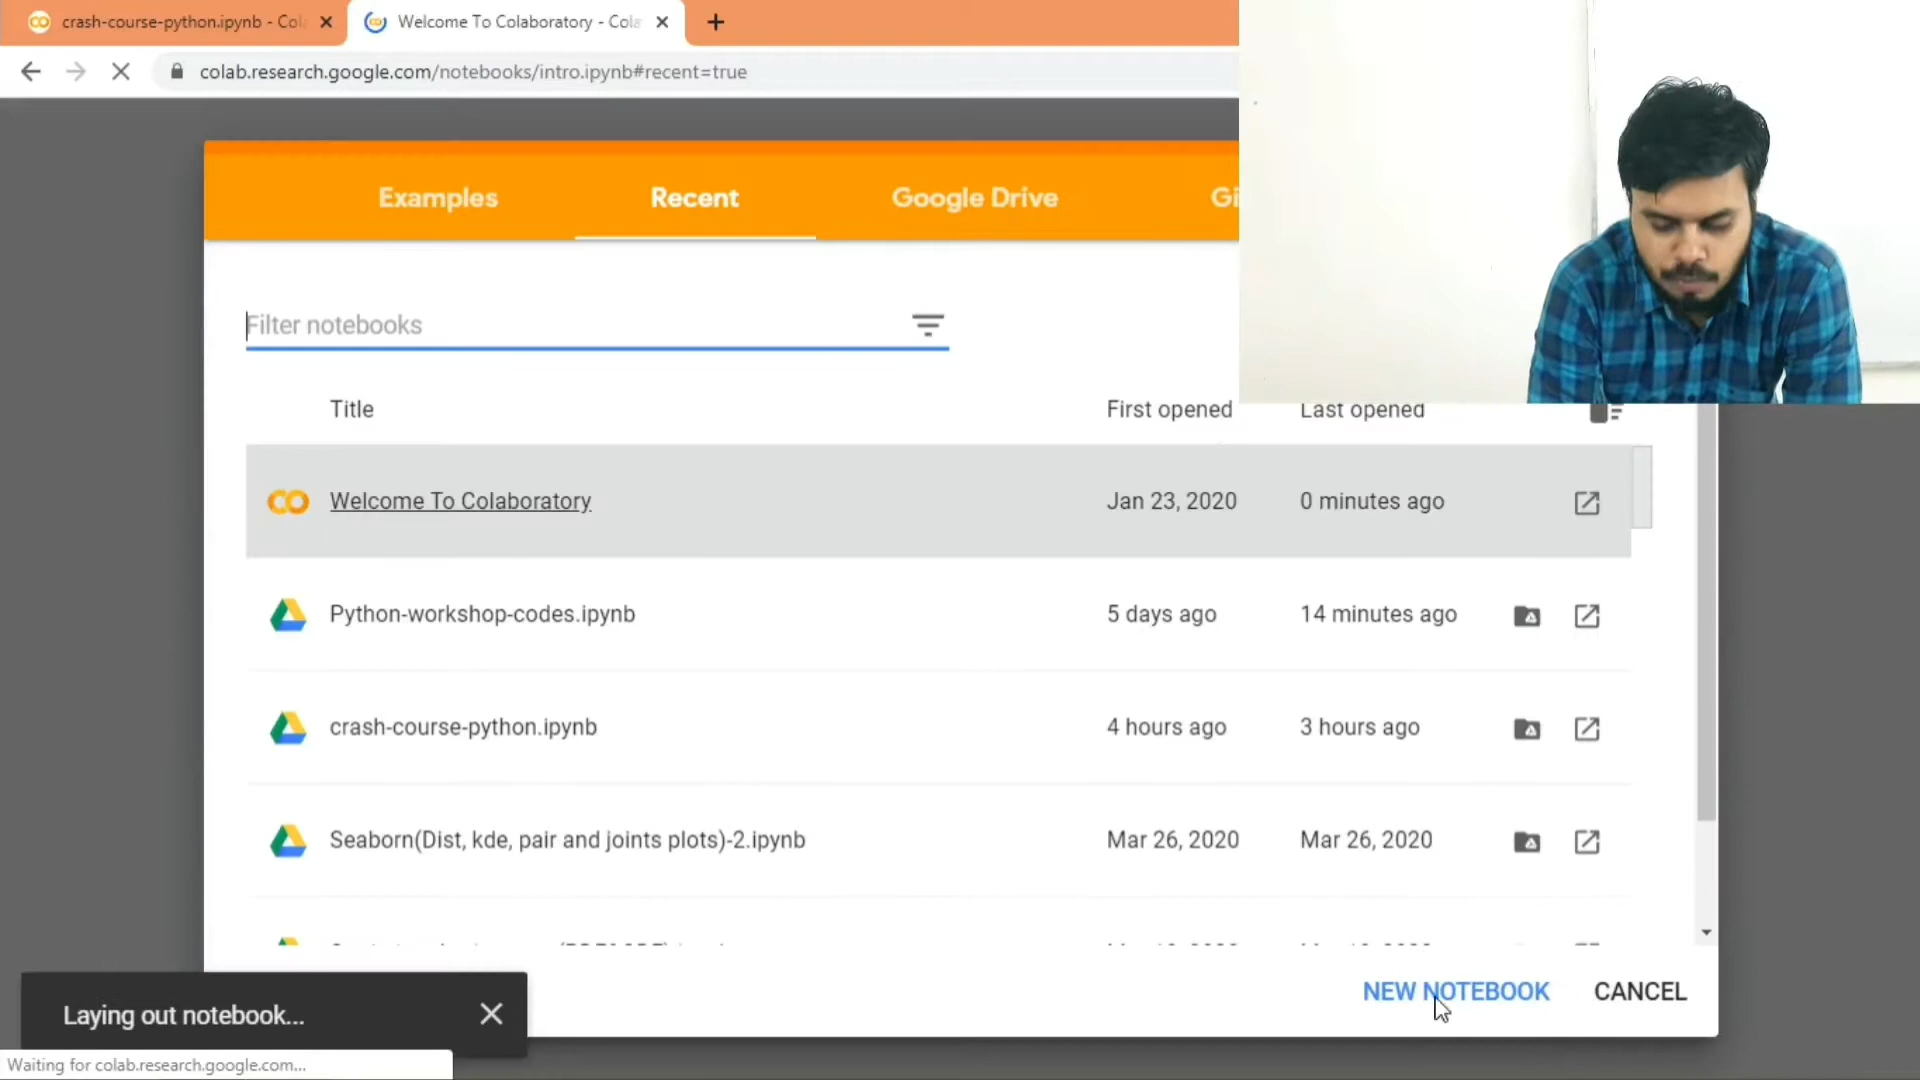 crash-course-python.ipynb - Col
Welcome To Colaboratory - Cola
colab.research.google.com/notebooks/intro.ipynb#recent=true
Examples Recent Google Drive Gi
Filter notebooks
Title First opened Last opened
Welcome To Colaboratory Jan 23, 2020 0 minutes ago
Python-workshop-codes.ipynb 5 days ago 14 minutes ago
crash-course-python.ipynb 4 hours ago 3 hours ago
Seaborn(Dist, kde, pair and joints plots)-2.ipynb Mar 26, 2020 Mar 26, 2020
NEW NOTEBOOK CANCEL
Laying out notebook...
Waiting for colab.research.google.com...